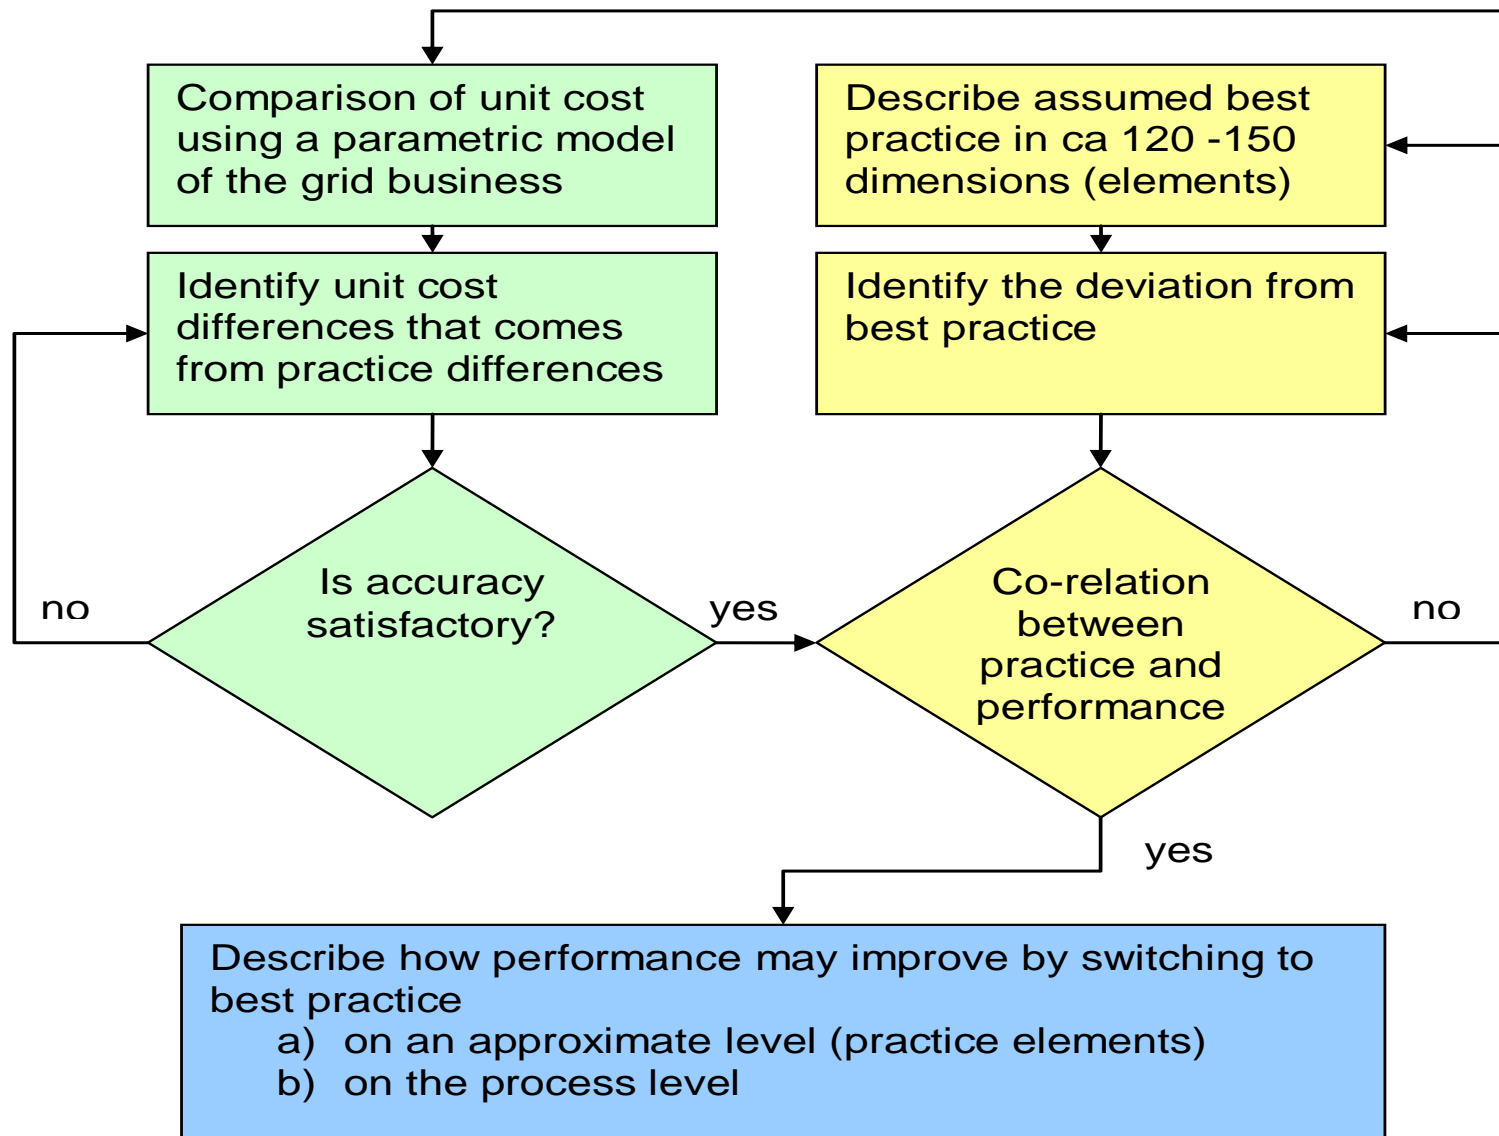 Comparison of unit cost
using a parametric model
of the grid business
Describe assumed best
practice in ca 120 -150
dimensions (elements)
Identify unit cost
differences that comes
from practice differences
Identify the deviation from
best practice
Is accuracy
satisfactory?
no
yes
Co-relation
between
practice and
performance
no
yes
Describe how performance may improve by switching to
best practice
a) on an approximate level (practice elements)
b) on the process level